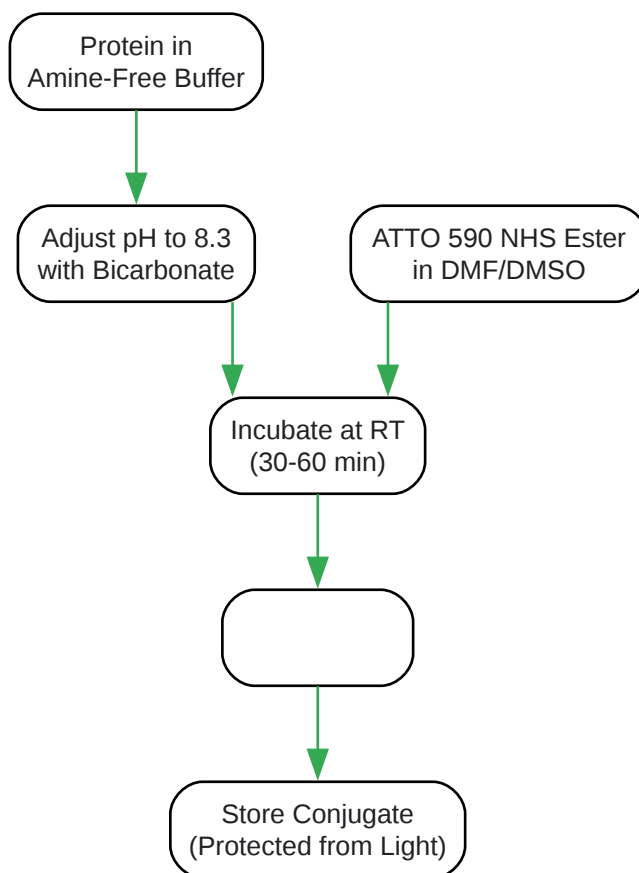 Protein in
Amine-Free Buffer
Adjust pH to 8.3
with Bicarbonate
ATTO 590 NHS Ester
in DMF/DMSO
Incubate at RT
(30-60 min)
Store Conjugate
(Protected from Light)